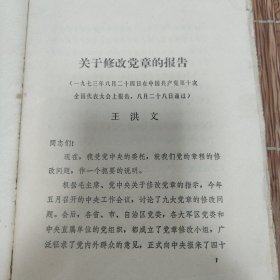 关于修改党章的报告
（一九七三年八月二十四日在中国共产党第十次
全国代表大会上报告，八月二十八日通过）
王洪文
同志们：
现在，我受党中央的委托，就我们党的章程的修
改问题，作一个扼要的说明。
根据毛主席、党中央关于修改党章的指示，今年
五月召开的中央工作会议，讨论了九大党章的修改问
题。会后，各省、市、自治区党委，各大军区党委和
中央直属单位的党组织，都成立了党章修改小组，广
泛征求了党内外群众的意见，正式向中央报来了四十
1